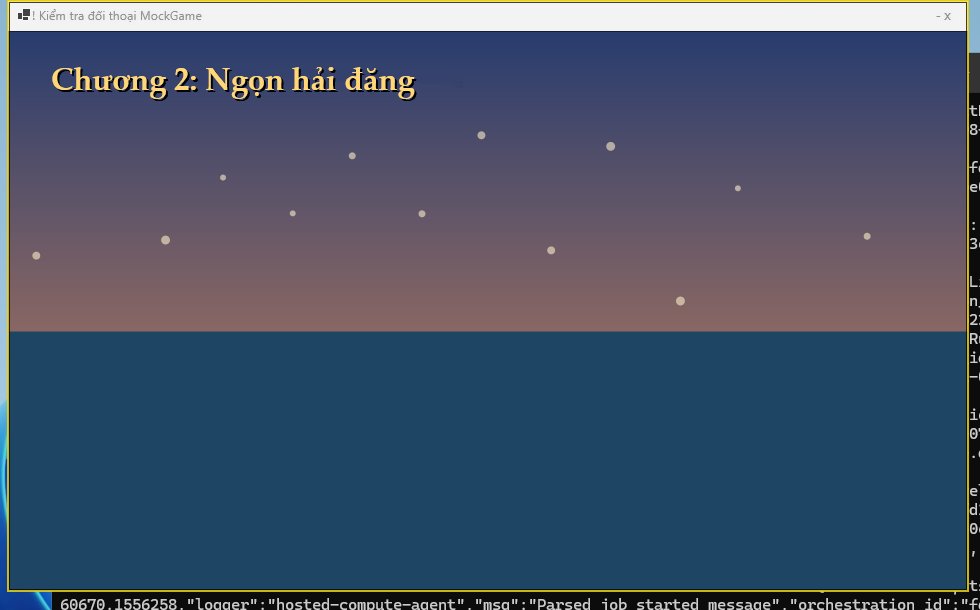 ! Kiểm tra đối thoại MockGame
- x
Chương 2: Ngọn hải đăng
60670.1556258,"logger":"hosted-compute-agent","msg":"Parsed job started message","orchestration_id":"f